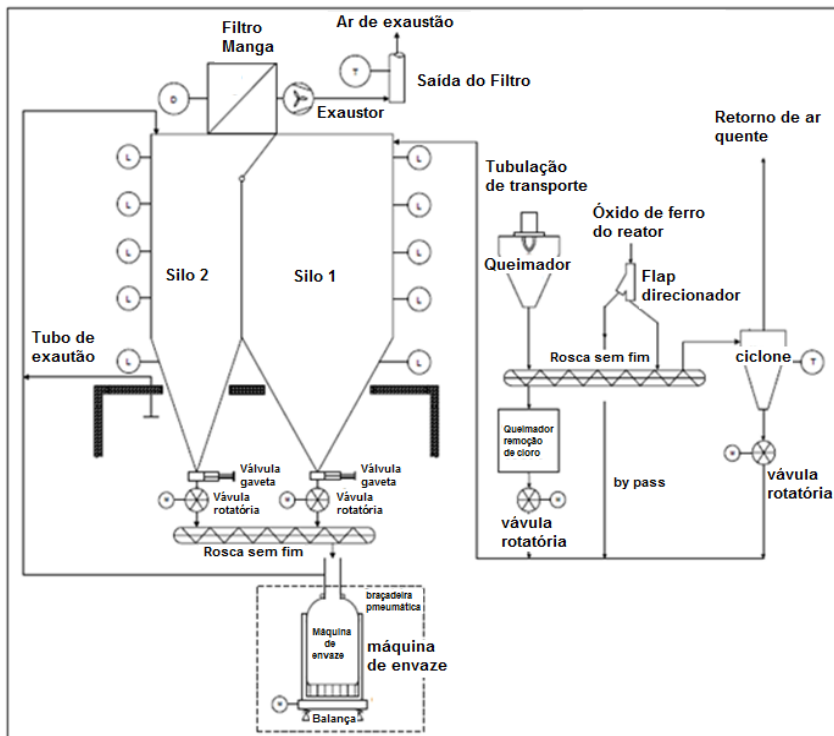 Ar de exaustão
Filtro
Manga
D
T
Saída do Filtro
Exaustor
Retorno de ar
quente
Tubulação
de transporte
Óxido de ferro
do reator
Queimador
Flap
direcionador
L
L
L
L
L
L
L
L
L
L
Silo 2
Silo 1
Tubo de
exautão
Rosca sem fim
ciclone
T
Queimador
remoção
de cloro
by pass
M
vávula
rotatória
M
vávula
rotatória
Válvula
gaveta
Válvula
gaveta
M
Vávula
rotatória
M
Vávula
rotatória
Rosca sem fim
braçadeira
pmeumática
Máquina
de
envaze
máquina
de envaze
M
Balança